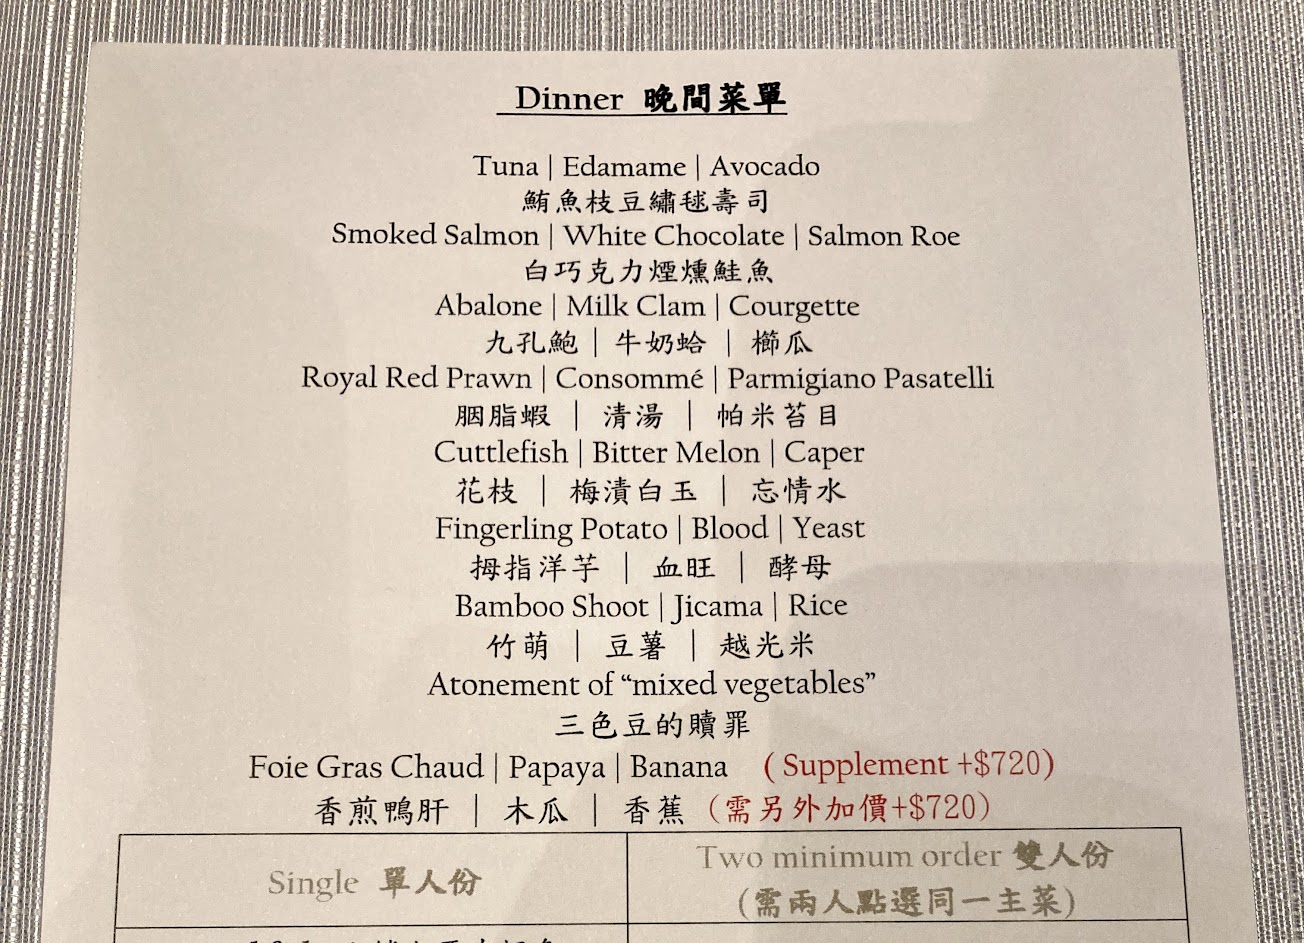 Dinner 晚間菜單
Tuna | Edamame | Avocado
鮪魚枝豆繡毬壽司
Smoked Salmon | White Chocolate | Salmon Roe
白巧克力煙燻鮭魚
Abalone | Milk Clam | Courgette
九孔鮑 | 牛奶蛤 | 櫛瓜
Royal Red Prawn | Consommé | Parmigiano Pasatelli
胭脂蝦 | 清湯 | 帕米苔目
Cuttlefish | Bitter Melon | Caper
花枝 | 梅漬白玉 | 忘情水
Fingerling Potato | Blood | Yeast
拇指洋芋 | 血旺 | 酵母
Bamboo Shoot | Jicama | Rice
竹萌 | 豆薯 | 越光米
Atonement of “mixed vegetables”
三色豆的贖罪
Foie Gras Chaud | Papaya | Banana ( Supplement +$720)
香煎鴨肝 | 木瓜 | 香蕉 (需另外加價+$720)
Single 單人份
Two minimum order 雙人份
(需兩人點選同一主菜)